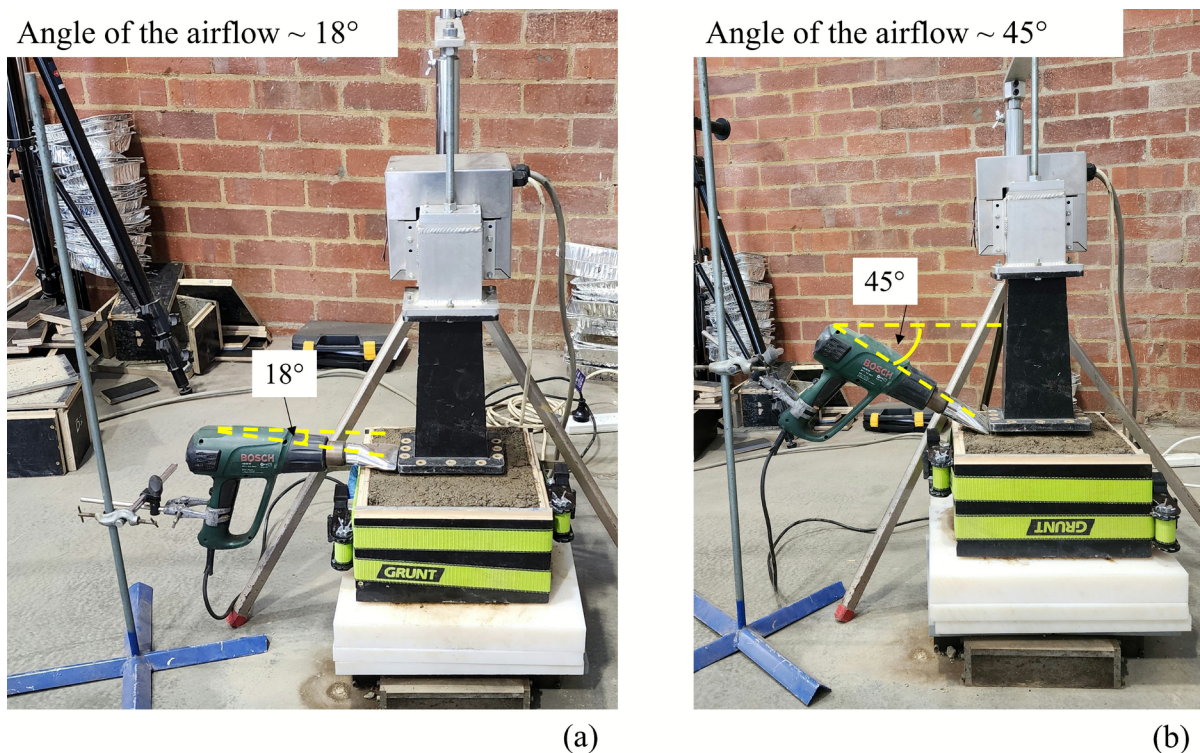 Angle of the airflow ~ 18°
18°
BOSCH
GRUNT
(a)
Angle of the airflow ~ 45°
45°
BOSCH
GRUNT
(b)